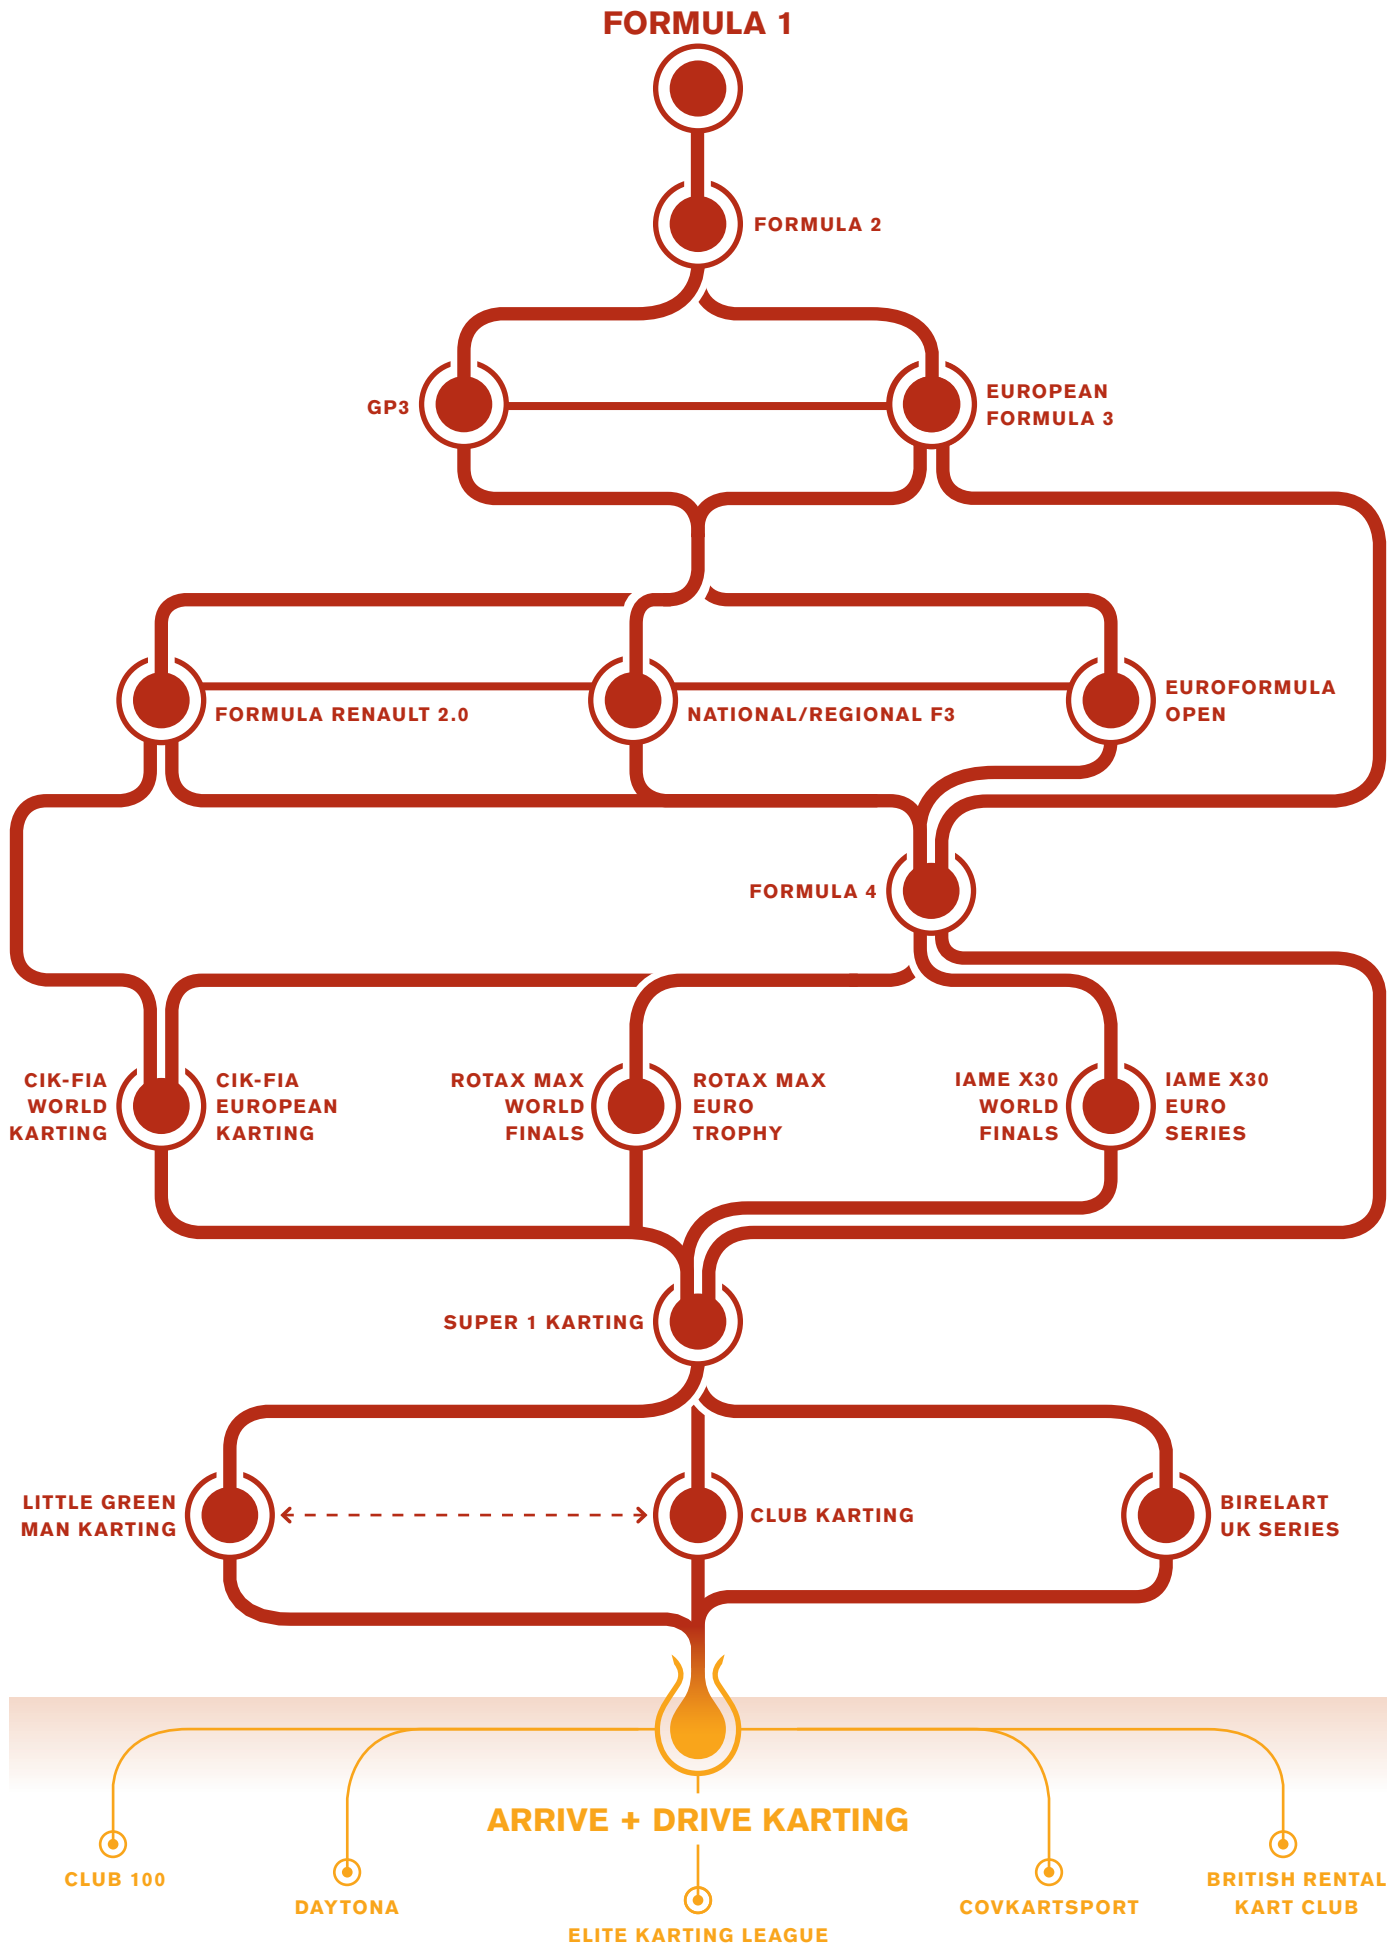 FORMULA 1
FORMULA 2
GP3
EUROPEAN
FORMULA 3
FORMULA RENAULT 2.0
NATIONAL/REGIONAL F3
EUROFORMULA
OPEN
FORMULA 4
CIK-FIA
WORLD
KARTING
CIK-FIA
EUROPEAN
KARTING
ROTAX MAX
WORLD
FINALS
ROTAX MAX
EURO
TROPHY
IAME X30
WORLD
FINALS
IAME X30
EURO
SERIES
SUPER 1 KARTING
LITTLE GREEN
MAN KARTING
CLUB KARTING
BIRELART
UK SERIES
ARRIVE + DRIVE KARTING
CLUB 100
DAYTONA
ELITE KARTING LEAGUE
COVKARTSPORT
BRITISH RENTAL
KART CLUB